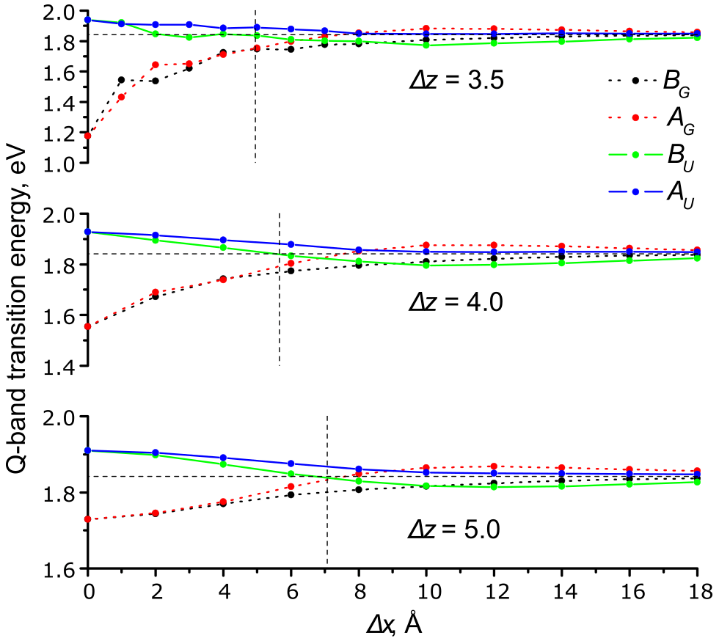 Q-band transition energy, eV
2.0
1.8
1.6
1.4
1.2
1.0
Δz = 3.5
B_G
A_G
B_U
A_U
2.0
1.8
1.6
1.4
Δz = 4.0
2.0
1.8
1.6
Δz = 5.0
0 2 4 6 8 10 12 14 16 18
Δx, Å